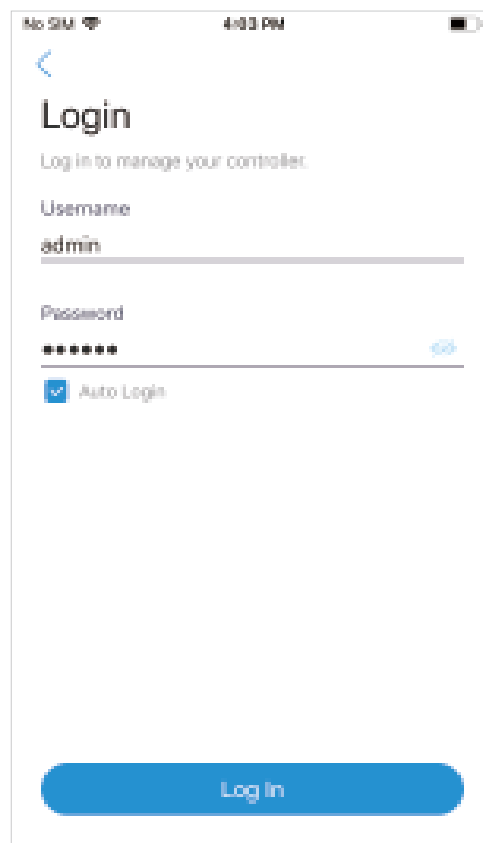 No SIM 4:03 PM
Login
Log in to manage your controller.
Username
admin
Password
••••••
Auto Login
Log In